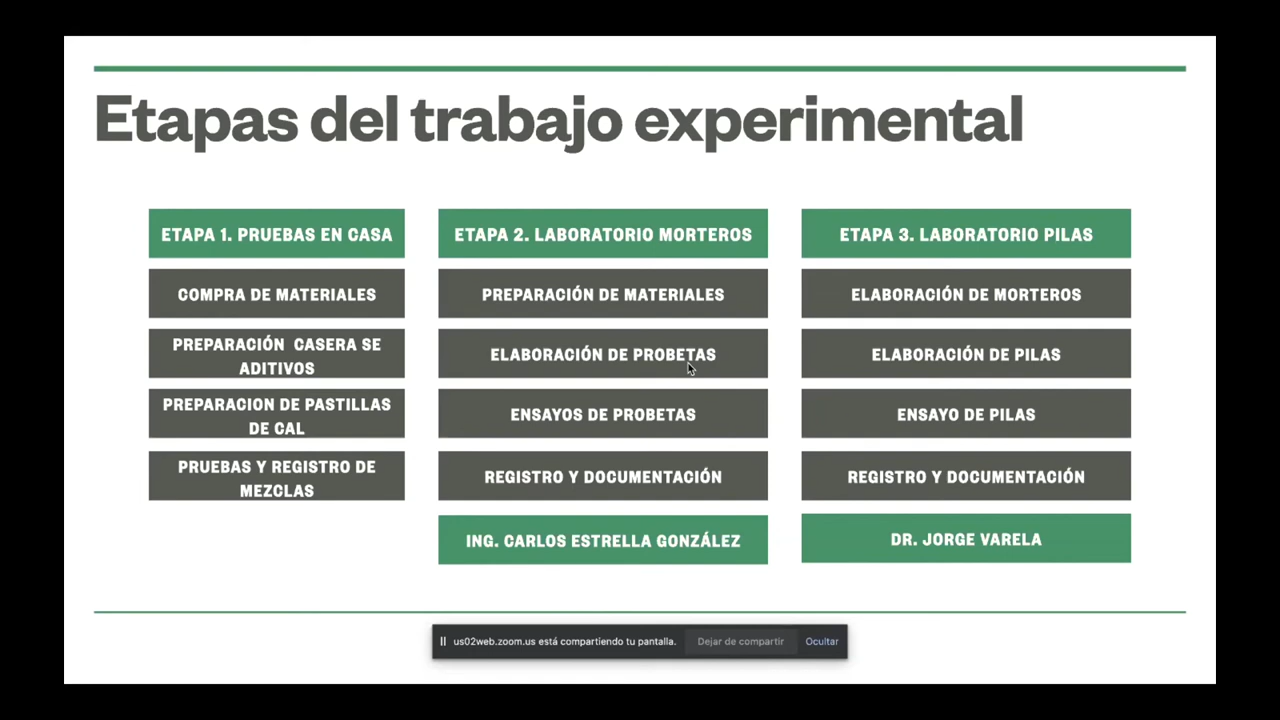 Etapas del trabajo experimental
ETAPA 1. PRUEBAS EN CASA
COMPRA DE MATERIALES
PREPARACIÓN CASERA SE
ADITIVOS
PREPARACION DE PASTILLAS
DE CAL
PRUEBAS Y REGISTRO DE
MEZCLAS
ETAPA 2. LABORATORIO MORTEROS
PREPARACIÓN DE MATERIALES
ELABORACIÓN DE PROBETAS
ENSAYOS DE PROBETAS
REGISTRO Y DOCUMENTACIÓN
ING. CARLOS ESTRELLA GONZÁLEZ
ETAPA 3. LABORATORIO PILAS
ELABORACIÓN DE MORTEROS
ELABORACIÓN DE PILAS
ENSAYO DE PILAS
REGISTRO Y DOCUMENTACIÓN
DR. JORGE VARELA
us02web.zoom.us está compartiendo tu pantalla. Dejar de compartir Ocultar